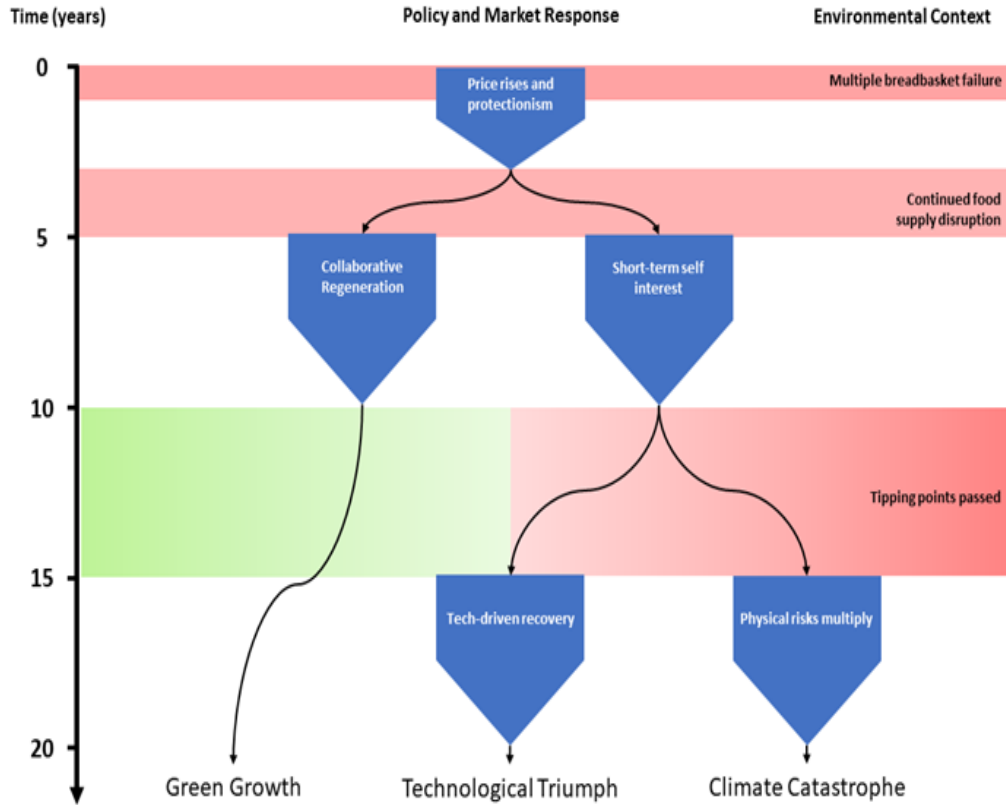 Time (years)
Policy and Market Response
Environmental Context
0
Price rises and
protectionism
Multiple breadbasket failure
Continued food
supply disruption
5
Collaborative
Regeneration
Short-term self
interest
10
Tipping points passed
15
Tech-driven recovery
Physical risks multiply
20
Green Growth
Technological Triumph
Climate Catastrophe